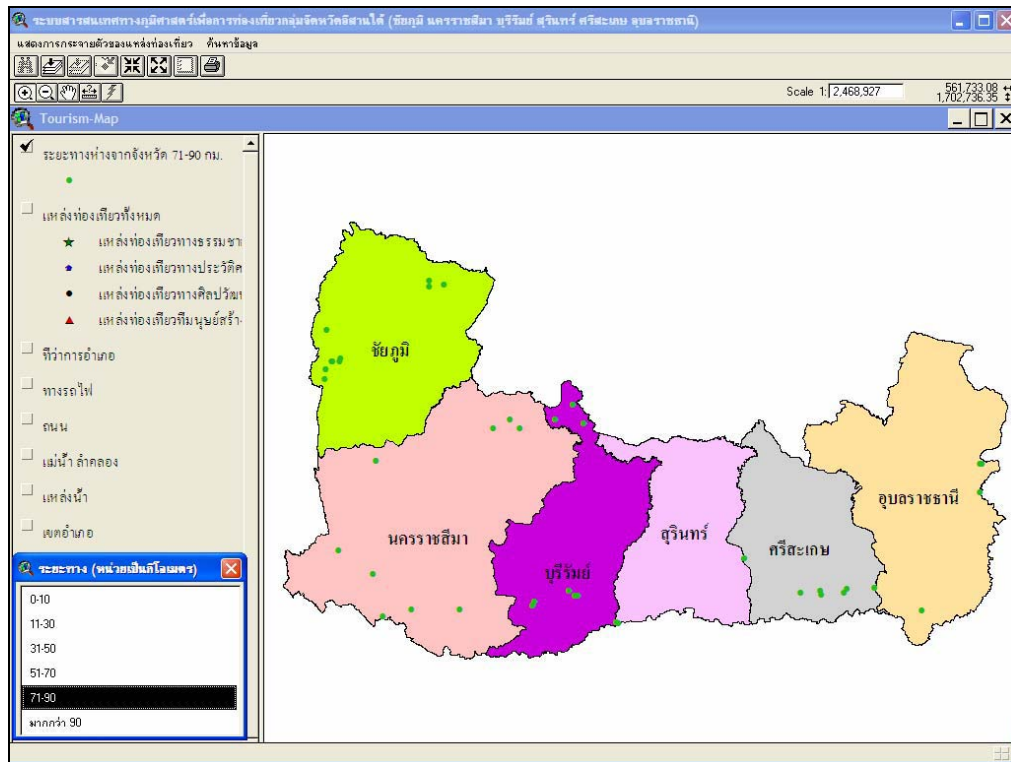 ระบบสารสนเทศทางภูมิศาสตร์เพื่อการท่องเที่ยวกลุ่มจังหวัดอีสานใต้ (ชัยภูมิ นครราชสีมา บุรีรัมย์ สุรินทร์ ศรีสะเกษ อุบลราชธานี)
แสดงการกระจายตัวของแหล่งท่องเที่ยว ค้นหาข้อมูล
Scale 1: 2,468,927
561,733.08
1,702,736.35
Tourism-Map
ระยะทางห่างจากจังหวัด 71-90 กม.
แหล่งท่องเที่ยวทั้งหมด
แหล่งท่องเที่ยวทางธรรมชา
แหล่งท่องเที่ยวทางประวัติศ
แหล่งท่องเที่ยวทางศิลปวัฒ
แหล่งท่องเที่ยวที่มนุษย์สร้า
ที่ว่าการอำเภอ
ทางรถไฟ
ถนน
แม่น้ำ ลำคลอง
แหล่งน้ำ
เขตอำเภอ
ระยะทาง (หน่วยเป็นกิโลเมตร)
0-10
11-30
31-50
51-70
71-90
มากกว่า 90
ชัยภูมิ
นครราชสีมา
บุรีรัมย์
สุรินทร์
ศรีสะเกษ
อุบลราชธานี